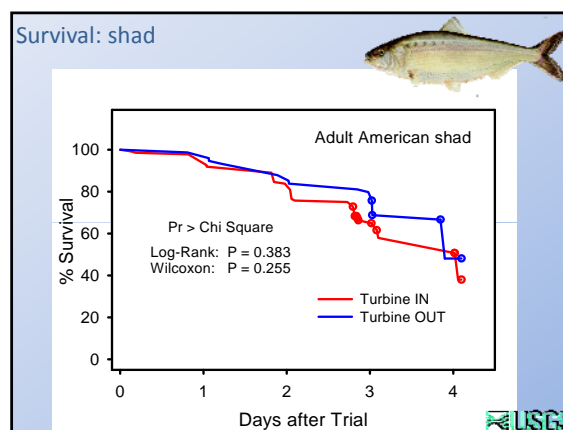 Survival: shad
Adult American shad
100
80
60
40
20
0
% Survival
Pr > Chi Square
Log-Rank: P = 0.383
Wilcoxon: P = 0.255
Turbine IN
Turbine OUT
0 1 2 3 4
Days after Trial
USGS